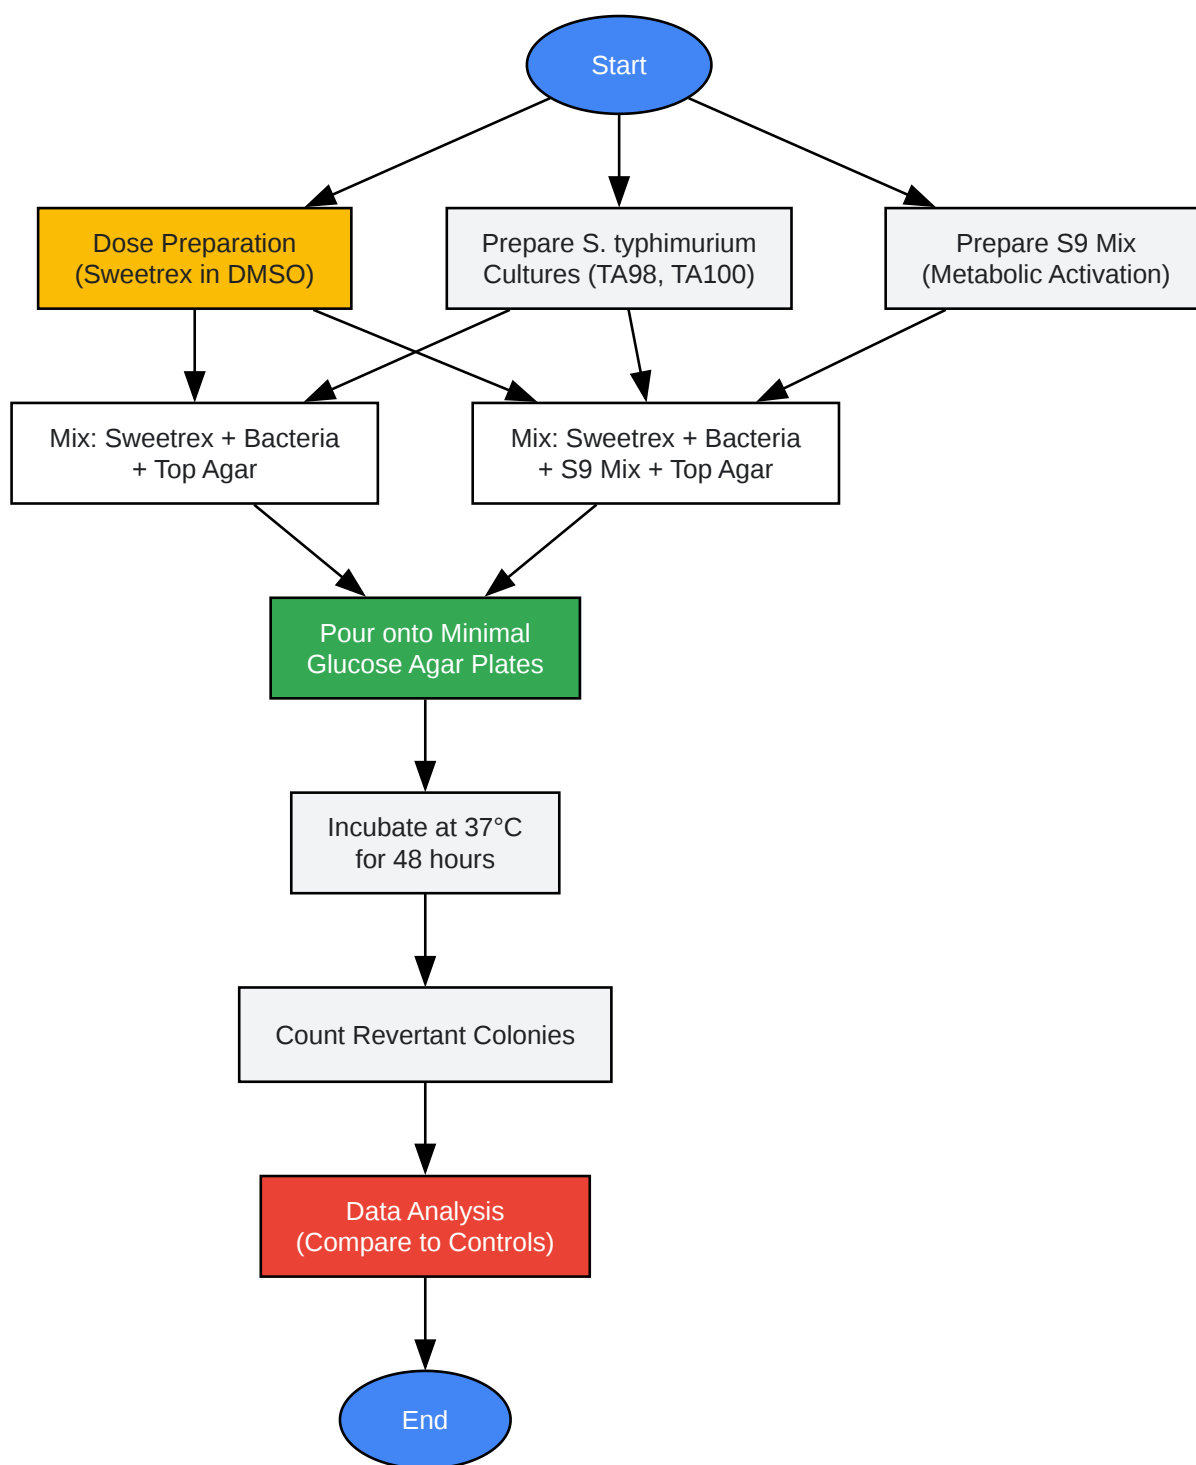 Start
Dose Preparation
(Sweetrex in DMSO)
Prepare S. typhimurium
Cultures (TA98, TA100)
Prepare S9 Mix
(Metabolic Activation)
Mix: Sweetrex + Bacteria
+ Top Agar
Mix: Sweetrex + Bacteria
+ S9 Mix + Top Agar
Pour onto Minimal
Glucose Agar Plates
Incubate at 37°C
for 48 hours
Count Revertant Colonies
Data Analysis
(Compare to Controls)
End